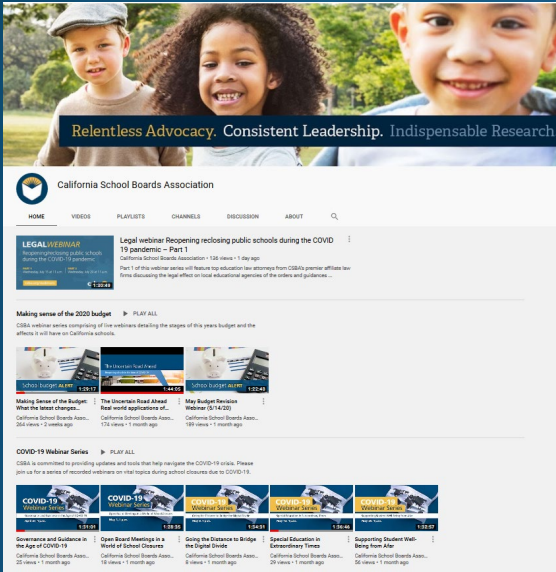 Relentless Advocacy. Consistent Leadership. Indispensable Research
California School Boards Association
HOME VIDEOS PLAYLISTS CHANNELS DISCUSSION ABOUT
LEGALWEBINAR
Reopening/reclosing public schools
during the COVID-19 pandemic
1:35:49
Legal webinar Reopening reclosing public schools during the COVID
19 pandemic – Part 1
California School Boards Association • 126 views • 1 day ago
Part 1 of this webinar series will feature top education law attorneys from CSBA's premier affiliate law
firms discussing the legal effect on local educational agencies of the orders and guidances ...
Making sense of the 2020 budget PLAY ALL
CSBA webinar series comprising of live webinars detailing the stages of this years budget and the
affects it will have on California schools.
School budget ALERT 1:29:17
The Uncertain Road Ahead 1:44:05
School budget ALERT 1:22:43
Making Sense of the Budget:
What the latest changes...
California School Boards Asso...
264 views • 2 weeks ago
The Uncertain Road Ahead
Real world applications of...
California School Boards Asso...
174 views • 1 month ago
May Budget Revision
Webinar (5/14/20)
California School Boards Asso...
189 views • 1 month ago
COVID-19 Webinar Series PLAY ALL
CSBA is committed to providing updates and tools that help navigate the COVID-19 crisis. Please
join us for a series of recorded webinars on vital topics during school closures due to COVID-19.
COVID-19
Webinar Series
1:31:01
COVID-19
Webinar Series
COVID-19
Webinar Series
1:34:31
COVID-19
Webinar Series
1:36:46
COVID-19
Webinar Series
1:32:57
Governance and Guidance in
the Age of COVID-19
California School Boards Asso...
25 views • 1 month ago
Open Board Meetings in a
World of School Closures
California School Boards Asso...
18 views • 1 month ago
Going the Distance to Bridge
the Digital Divide
California School Boards Asso...
8 views • 1 month ago
Special Education in
Extraordinary Times
California School Boards Asso...
29 views • 1 month ago
Supporting Student Well-
Being from Afar
California School Boards Asso...
56 views • 1 month ago